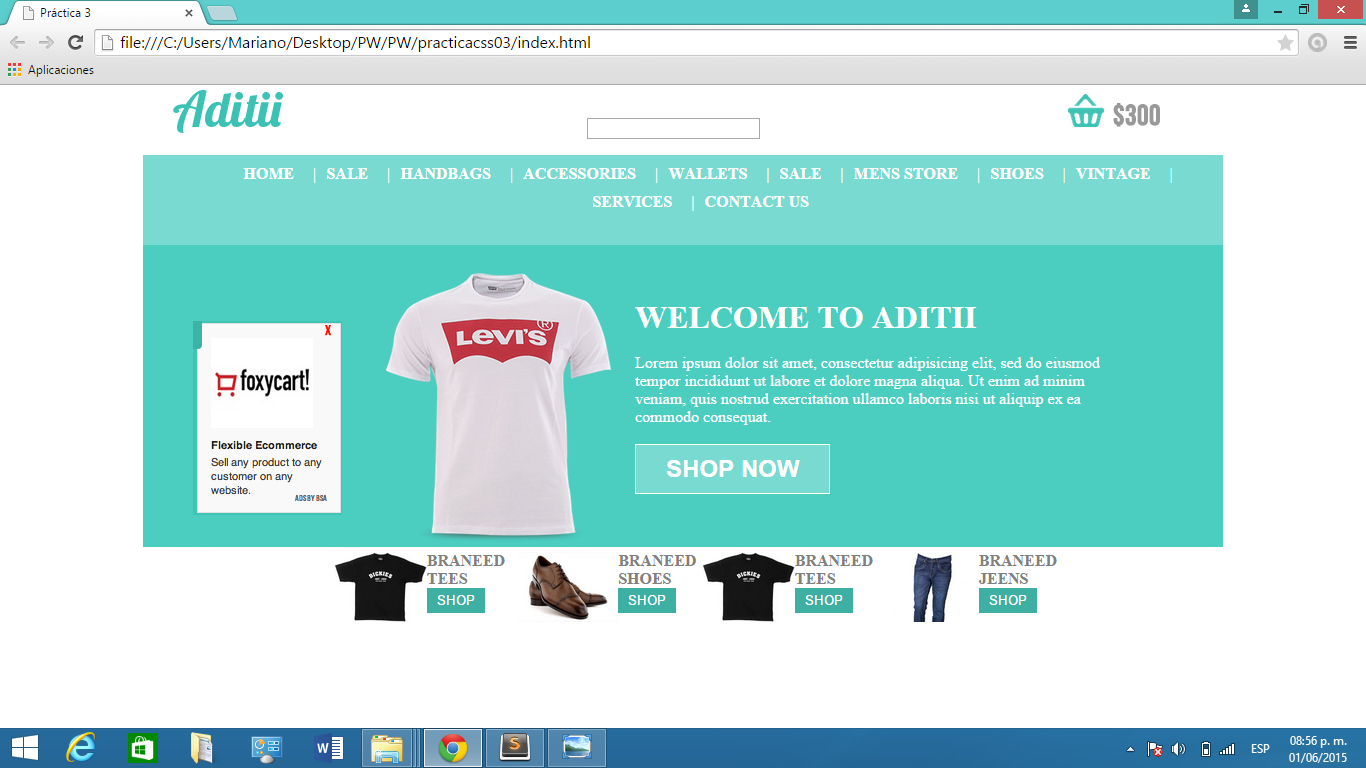 Práctica 3
file:///C:/Users/Mariano/Desktop/PW/PW/practicacss03/index.html
Aplicaciones
Aditii
$300
HOME | SALE | HANDBAGS | ACCESSORIES | WALLETS | SALE | MENS STORE | SHOES | VINTAGE |
SERVICES | CONTACT US
X
foxycart!
Flexible Ecommerce
Sell any product to any
customer on any
website.
ADS BY BSA
LEVI'S®
WELCOME TO ADITII
Lorem ipsum dolor sit amet, consectetur adipisicing elit, sed do eiusmod
tempor incididunt ut labore et dolore magna aliqua. Ut enim ad minim
veniam, quis nostrud exercitation ullamco laboris nisi ut aliquip ex ea
commodo consequat.
SHOP NOW
DICKIES
BRANEED
TEES
SHOP
BRANEED
SHOES
SHOP
DICKIES
BRANEED
TEES
SHOP
BRANEED
JEENS
SHOP
W
S
ESP
08:56 p. m.
01/06/2015